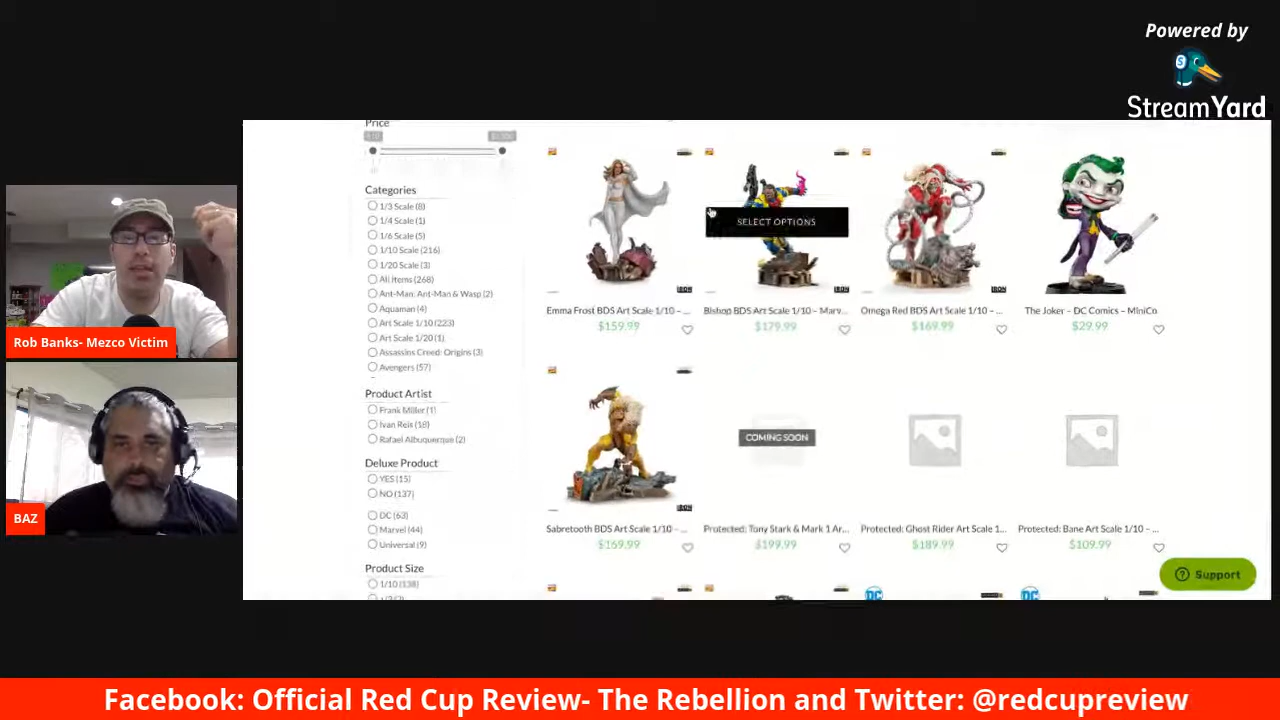 Powered by
StreamYard
Price
Categories
1/3 Scale (8)
1/4 Scale (1)
1/6 Scale (5)
1/10 Scale (216)
1/20 Scale (3)
All Items (268)
Ant-Man: Ant-Man & Wasp (2)
Aquaman (4)
Art Scale 1/10 (223)
Art Scale 1/20 (1)
Assassins Creed: Origins (3)
Avengers (57)
Product Artist
Frank Miller (1)
Ivan Reis (18)
Rafael Albuquerque (2)
Deluxe Product
YES (15)
NO (137)
DC (63)
Marvel (44)
Universal (9)
Product Size
1/10 (138)
SELECT OPTIONS
Emma Frost BDS Art Scale 1/10 – ...
$159.99
Bishop BDS Art Scale 1/10 – Marv...
$179.99
Omega Red BDS Art Scale 1/10 – ...
$169.99
The Joker – DC Comics – MiniCo
$29.99
COMING SOON
Sabretooth BDS Art Scale 1/10 – ...
$169.99
Protected: Tony Stark & Mark 1 Ar...
$199.99
Protected: Ghost Rider Art Scale 1...
$189.99
Protected: Bane Art Scale 1/10 – ...
$109.99
DC
DC
Support
Rob Banks- Mezco Victim
BAZ
Facebook: Official Red Cup Review- The Rebellion and Twitter: @redcupreview